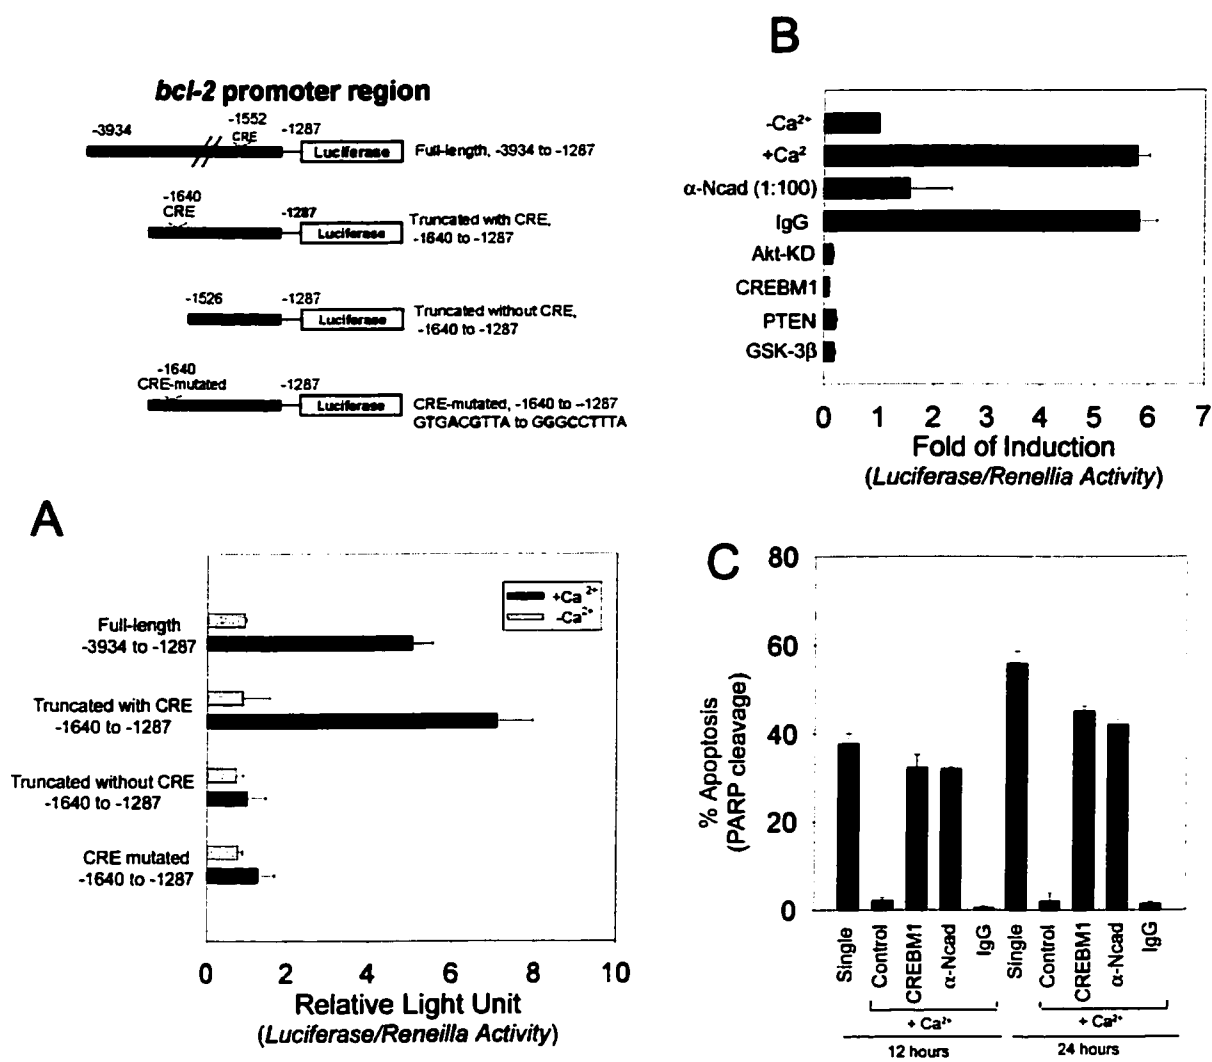 bcl-2 promoter region
-3934
-1552
CRE
-1287
Luciferase
Full-length, -3934 to -1287
-1640
CRE
-1287
Luciferase
Truncated with CRE,
-1640 to -1287
-1526
-1287
Luciferase
Truncated without CRE,
-1640 to -1287
-1640
CRE-mutated
-1287
Luciferase
CRE-mutated, -1640 to -1287
GTGACGTTA to GGGCCTTTA
B
-Ca²⁺
+Ca²
α-Ncad (1:100)
IgG
Akt-KD
CREBM1
PTEN
GSK-3β
0 1 2 3 4 5 6 7
Fold of Induction
(Luciferase/Renellia Activity)
A
+Ca²⁺
-Ca²⁺
Full-length
-3934 to -1287
Truncated with CRE
-1640 to -1287
Truncated without CRE
-1640 to -1287
CRE mutated
-1640 to -1287
0 2 4 6 8 10
Relative Light Unit
(Luciferase/Reneilla Activity)
C
% Apoptosis
(PARP cleavage)
80
60
40
20
0
Single
Control
CREBM1
α-Ncad
IgG
Single
Control
CREBM1
α-Ncad
IgG
+ Ca²⁺
+ Ca²⁺
12 hours
24 hours